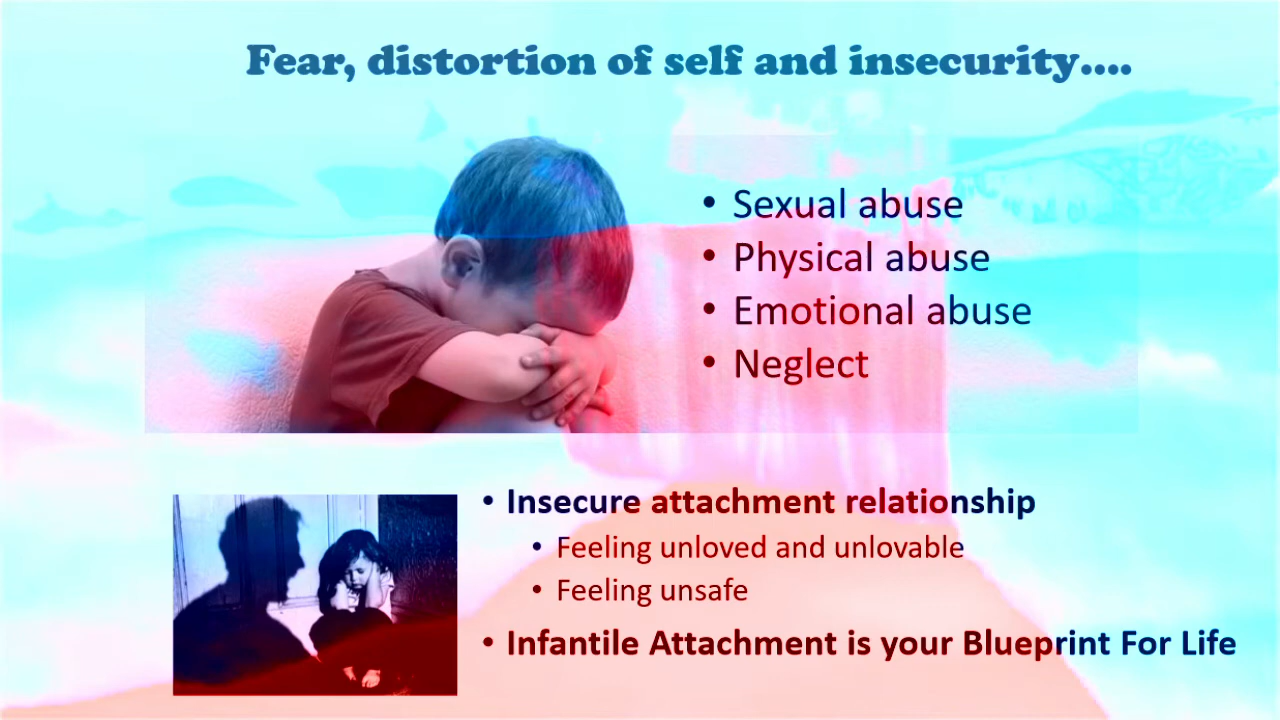 Fear, distortion of self and insecurity....
• Sexual abuse
• Physical abuse
• Emotional abuse
• Neglect
• Insecure attachment relationship
• Feeling unloved and unlovable
• Feeling unsafe
• Infantile Attachment is your Blueprint For Life